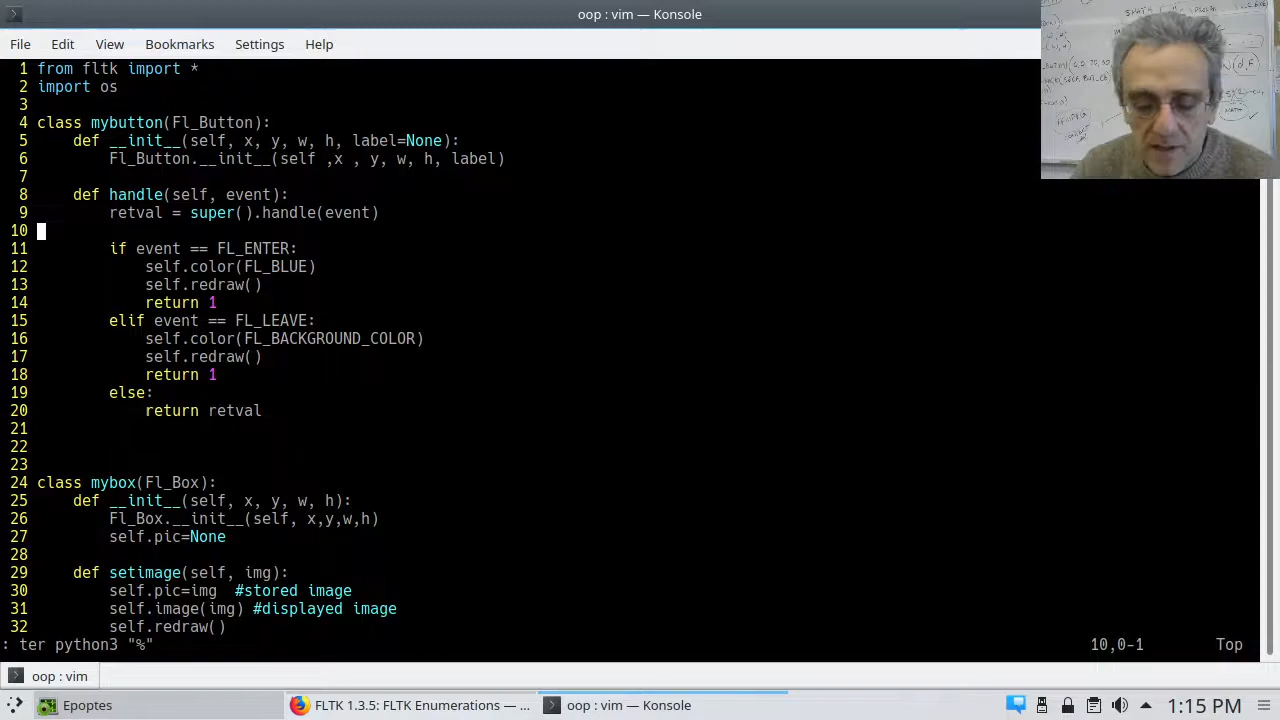 oop : vim — Konsole
File Edit View Bookmarks Settings Help
1 from fltk import *
2 import os
3
4 class mybutton(Fl_Button):
5     def __init__(self, x, y, w, h, label=None):
6         Fl_Button.__init__(self ,x , y, w, h, label)
7
8     def handle(self, event):
9         retval = super().handle(event)
10
11         if event == FL_ENTER:
12             self.color(FL_BLUE)
13             self.redraw()
14             return 1
15         elif event == FL_LEAVE:
16             self.color(FL_BACKGROUND_COLOR)
17             self.redraw()
18             return 1
19         else:
20             return retval
21
22
23
24 class mybox(Fl_Box):
25     def __init__(self, x, y, w, h):
26         Fl_Box.__init__(self, x,y,w,h)
27         self.pic=None
28
29     def setimage(self, img):
30         self.pic=img  #stored image
31         self.image(img) #displayed image
32         self.redraw()
: ter python3 "%" 10,0-1 Top
oop : vim
Epoptes FLTK 1.3.5: FLTK Enumerations — ... oop : vim — Konsole 1:15 PM